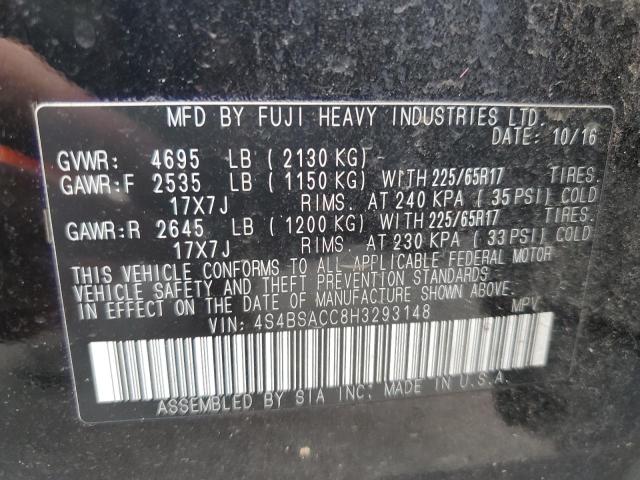 MFD BY FUJI HEAVY INDUSTRIES LTD.
DATE: 10/16
GVWR: 4695 LB ( 2130 KG)
GAWR:F 2535 LB ( 1150 KG) WITH 225/65R17 TIRES.
17X7J RIMS. AT 240 KPA ( 35 PSI) COLD
GAWR:R 2645 LB ( 1200 KG) WITH 225/65R17 TIRES.
17X7J RIMS. AT 230 KPA ( 33 PSI) COLD
THIS VEHICLE CONFORMS TO ALL APPLICABLE FEDERAL MOTOR
VEHICLE SAFETY AND THEFT PREVENTION STANDARDS
IN EFFECT ON THE DATE OF MANUFACTURE SHOWN ABOVE.
VIN: 4S4BSACC8H3293148 MPV
ASSEMBLED BY SIA INC. MADE IN U.S.A.